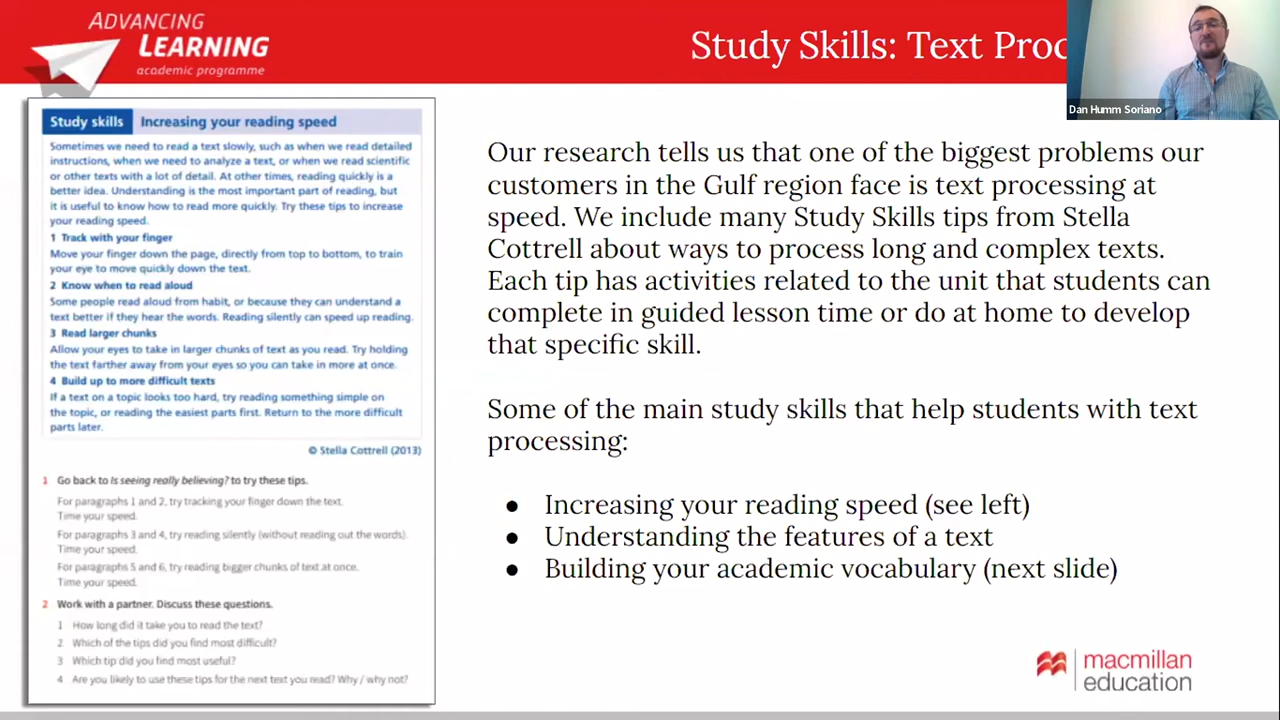 ADVANCING
LEARNING
academic programme
Study Skills: Text Proc
Dan Humm Soriano
Study skills Increasing your reading speed
Sometimes we need to read a text slowly, such as when we read detailed
instructions, when we need to analyze a text, or when we read scientific
or other texts with a lot of detail. At other times, reading quickly is a
better idea. Understanding is the most important part of reading, but
it is useful to know how to read more quickly. Try these tips to increase
your reading speed.
1 Track with your finger
Move your finger down the page, directly from top to bottom, to train
your eye to move quickly down the text.
2 Know when to read aloud
Some people read aloud from habit, or because they can understand a
text better if they hear the words. Reading silently can speed up reading.
3 Read larger chunks
Allow your eyes to take in larger chunks of text as you read. Try holding
the text farther away from your eyes so you can take in more at once.
4 Build up to more difficult texts
If a text on a topic looks too hard, try reading something simple on
the topic, or reading the easiest parts first. Return to the more difficult
parts later.
© Stella Cottrell (2013)
1 Go back to Is seeing really believing? to try these tips.
For paragraphs 1 and 2, try tracking your finger down the text.
Time your speed.
For paragraphs 3 and 4, try reading silently (without reading out the words).
Time your speed.
For paragraphs 5 and 6, try reading bigger chunks of text at once.
Time your speed.
2 Work with a partner. Discuss these questions.
1 How long did it take you to read the text?
2 Which of the tips did you find most difficult?
3 Which tip did you find most useful?
4 Are you likely to use these tips for the next text you read? Why / why not?
Our research tells us that one of the biggest problems our
customers in the Gulf region face is text processing at
speed. We include many Study Skills tips from Stella
Cottrell about ways to process long and complex texts.
Each tip has activities related to the unit that students can
complete in guided lesson time or do at home to develop
that specific skill.
Some of the main study skills that help students with text
processing:
● Increasing your reading speed (see left)
● Understanding the features of a text
● Building your academic vocabulary (next slide)
macmillan
education